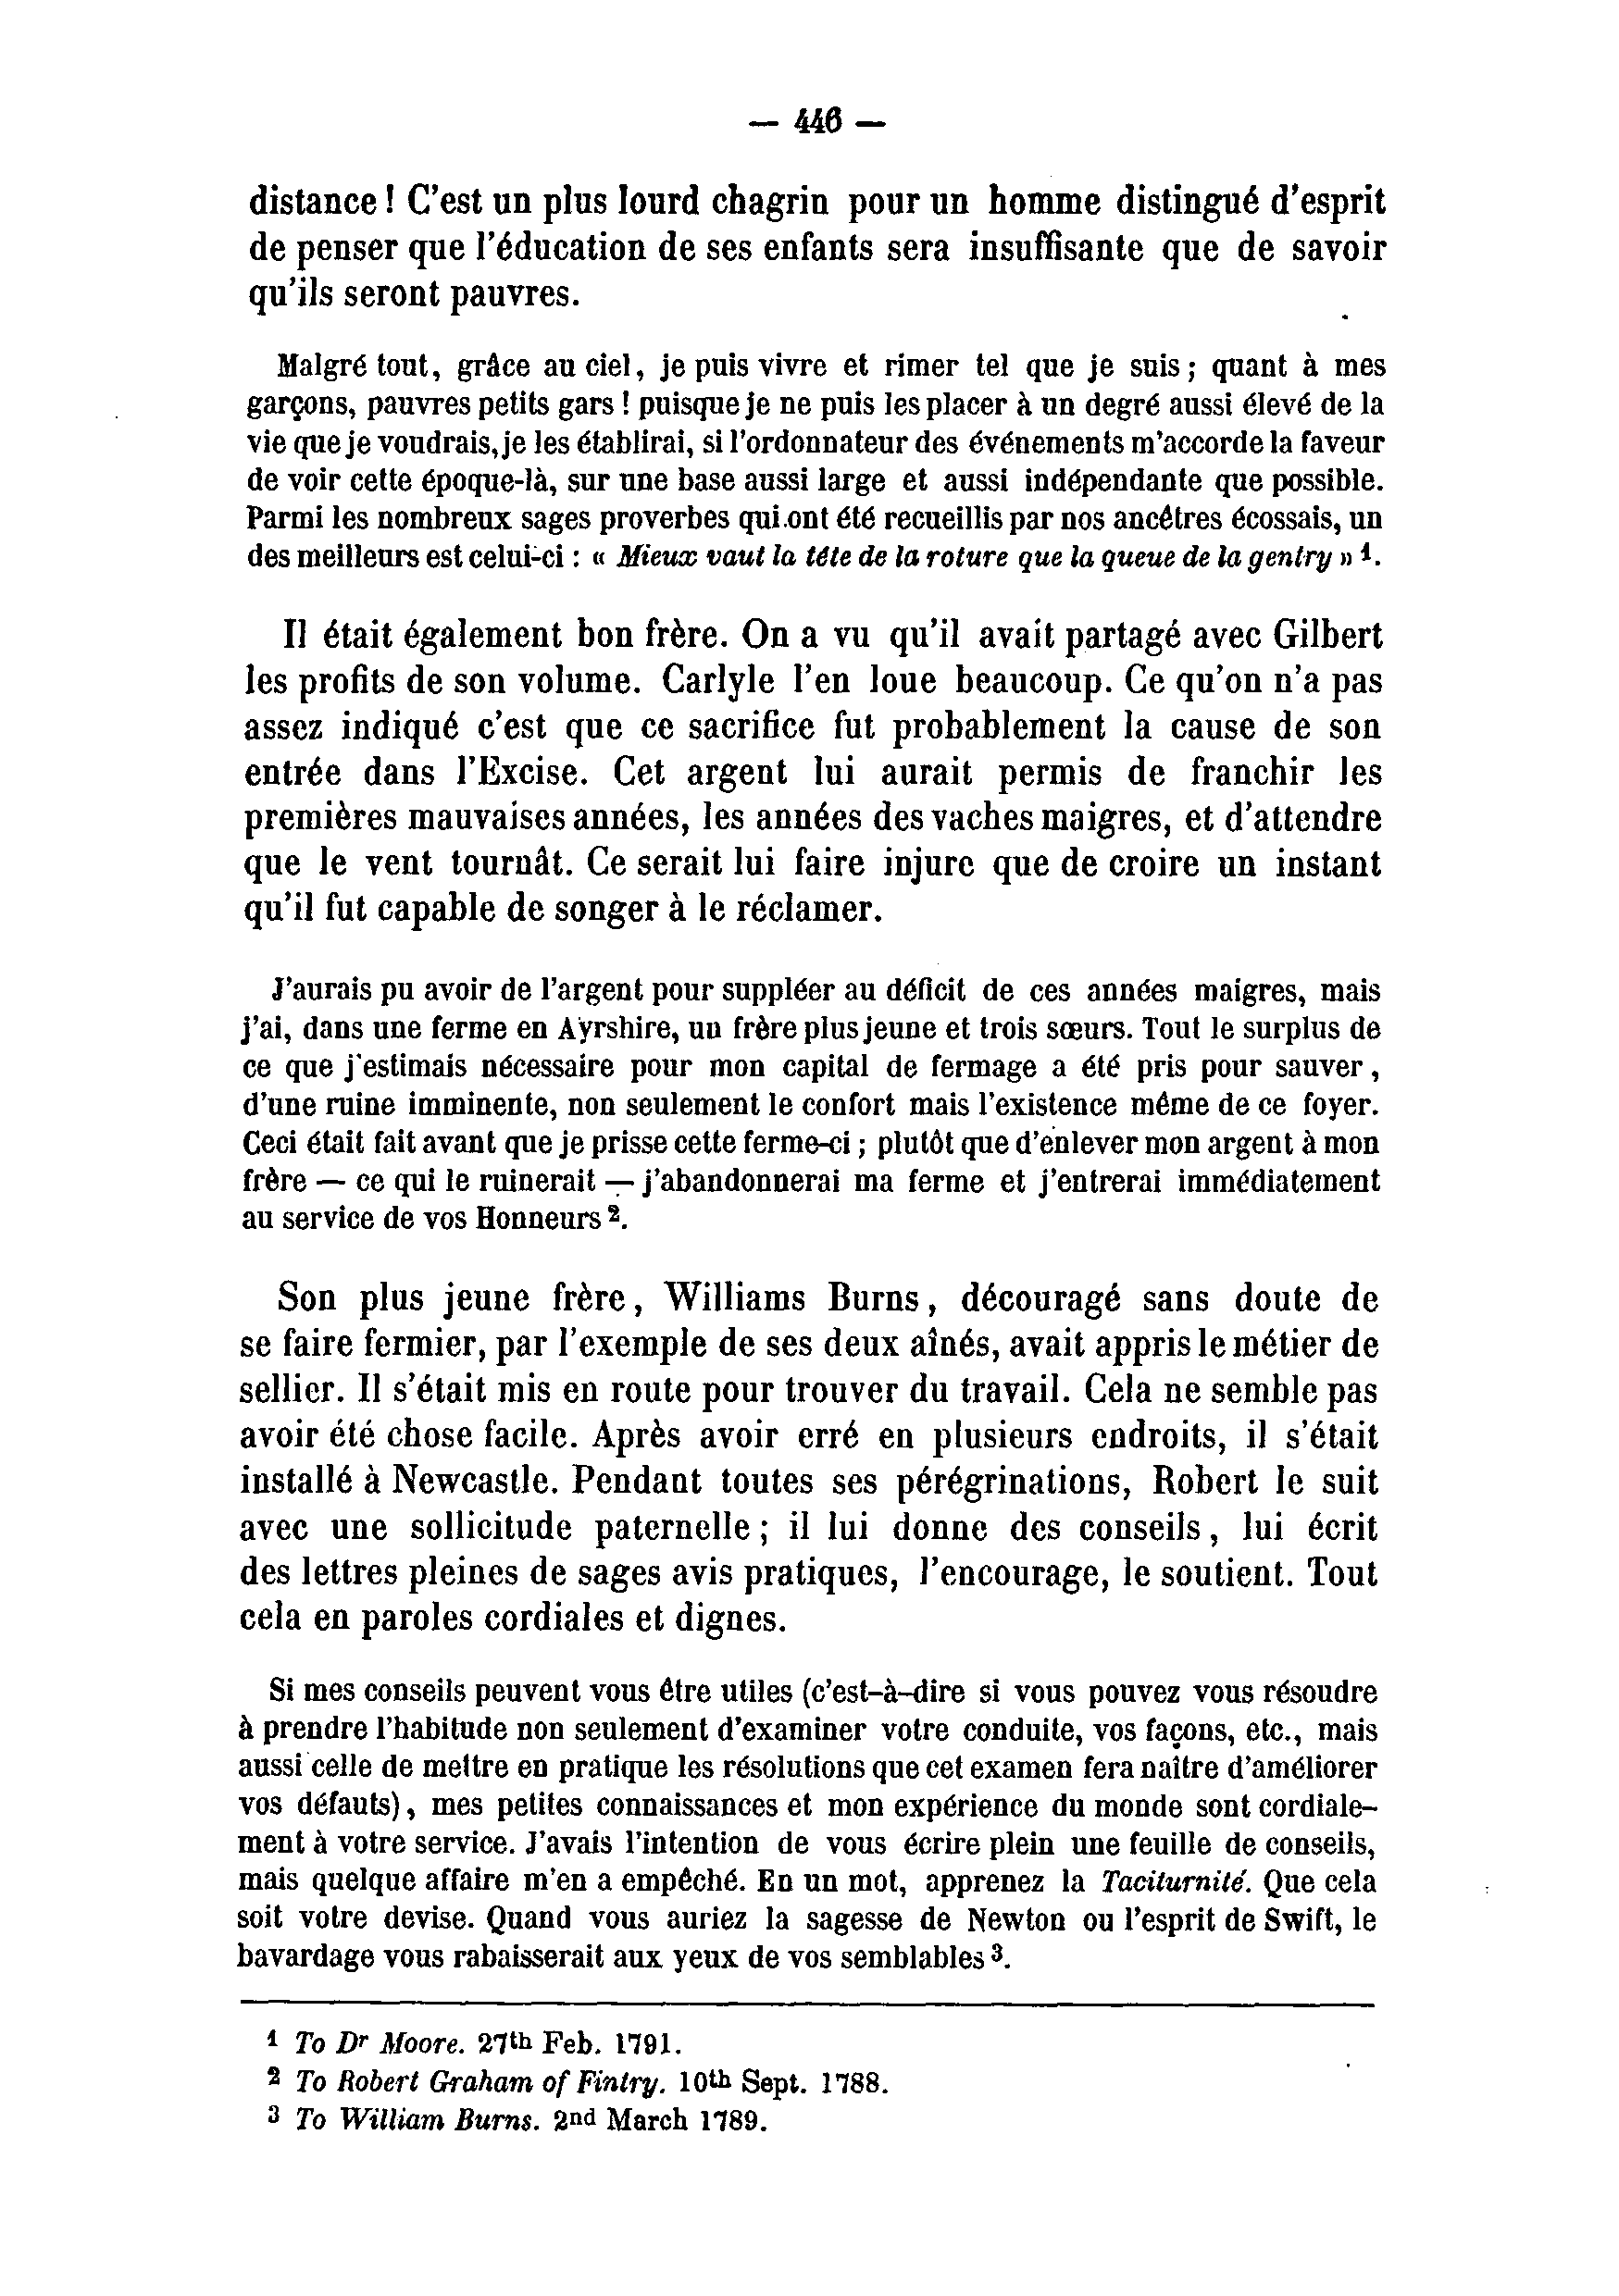 — 446 —
distance ! C'est un plus lourd chagrin pour un homme distingué d'esprit
de penser que l'éducation de ses enfants sera insuffisante que de savoir
qu'ils seront pauvres.
Malgré tout, grâce au ciel, je puis vivre et rimer tel que je suis ; quant à mes
garçons, pauvres petits gars ! puisque je ne puis les placer à un degré aussi élevé de la
vie que je voudrais, je les établirai, si l'ordonnateur des événements m'accorde la faveur
de voir cette époque-là, sur une base aussi large et aussi indépendante que possible.
Parmi les nombreux sages proverbes qui ont été recueillis par nos ancêtres écossais, un
des meilleurs est celui-ci : « Mieux vaut la tête de la roture que la queue de la gentry » ¹.
Il était également bon frère. On a vu qu'il avait partagé avec Gilbert
les profits de son volume. Carlyle l'en loue beaucoup. Ce qu'on n'a pas
assez indiqué c'est que ce sacrifice fut probablement la cause de son
entrée dans l'Excise. Cet argent lui aurait permis de franchir les
premières mauvaises années, les années des vaches maigres, et d'attendre
que le vent tournât. Ce serait lui faire injure que de croire un instant
qu'il fut capable de songer à le réclamer.
J'aurais pu avoir de l'argent pour suppléer au déficit de ces années maigres, mais
j'ai, dans une ferme en Ayrshire, un frère plus jeune et trois sœurs. Tout le surplus de
ce que j'estimais nécessaire pour mon capital de fermage a été pris pour sauver,
d'une ruine imminente, non seulement le confort mais l'existence même de ce foyer.
Ceci était fait avant que je prisse cette ferme-ci ; plutôt que d'enlever mon argent à mon
frère — ce qui le ruinerait — j'abandonnerai ma ferme et j'entrerai immédiatement
au service de vos Honneurs ².
Son plus jeune frère, Williams Burns, découragé sans doute de
se faire fermier, par l'exemple de ses deux aînés, avait appris le métier de
sellier. Il s'était mis en route pour trouver du travail. Cela ne semble pas
avoir été chose facile. Après avoir erré en plusieurs endroits, il s'était
installé à Newcastle. Pendant toutes ses pérégrinations, Robert le suit
avec une sollicitude paternelle ; il lui donne des conseils, lui écrit
des lettres pleines de sages avis pratiques, l'encourage, le soutient. Tout
cela en paroles cordiales et dignes.
Si mes conseils peuvent vous être utiles (c'est-à-dire si vous pouvez vous résoudre
à prendre l'habitude non seulement d'examiner votre conduite, vos façons, etc., mais
aussi celle de mettre en pratique les résolutions que cet examen fera naître d'améliorer
vos défauts), mes petites connaissances et mon expérience du monde sont cordiale-
ment à votre service. J'avais l'intention de vous écrire plein une feuille de conseils,
mais quelque affaire m'en a empêché. En un mot, apprenez la Taciturnité. Que cela
soit votre devise. Quand vous auriez la sagesse de Newton ou l'esprit de Swift, le
bavardage vous rabaisserait aux yeux de vos semblables ³.
¹ To Dr Moore. 27th Feb. 1791.
² To Robert Graham of Fintry. 10th Sept. 1788.
³ To William Burns. 2nd March 1789.